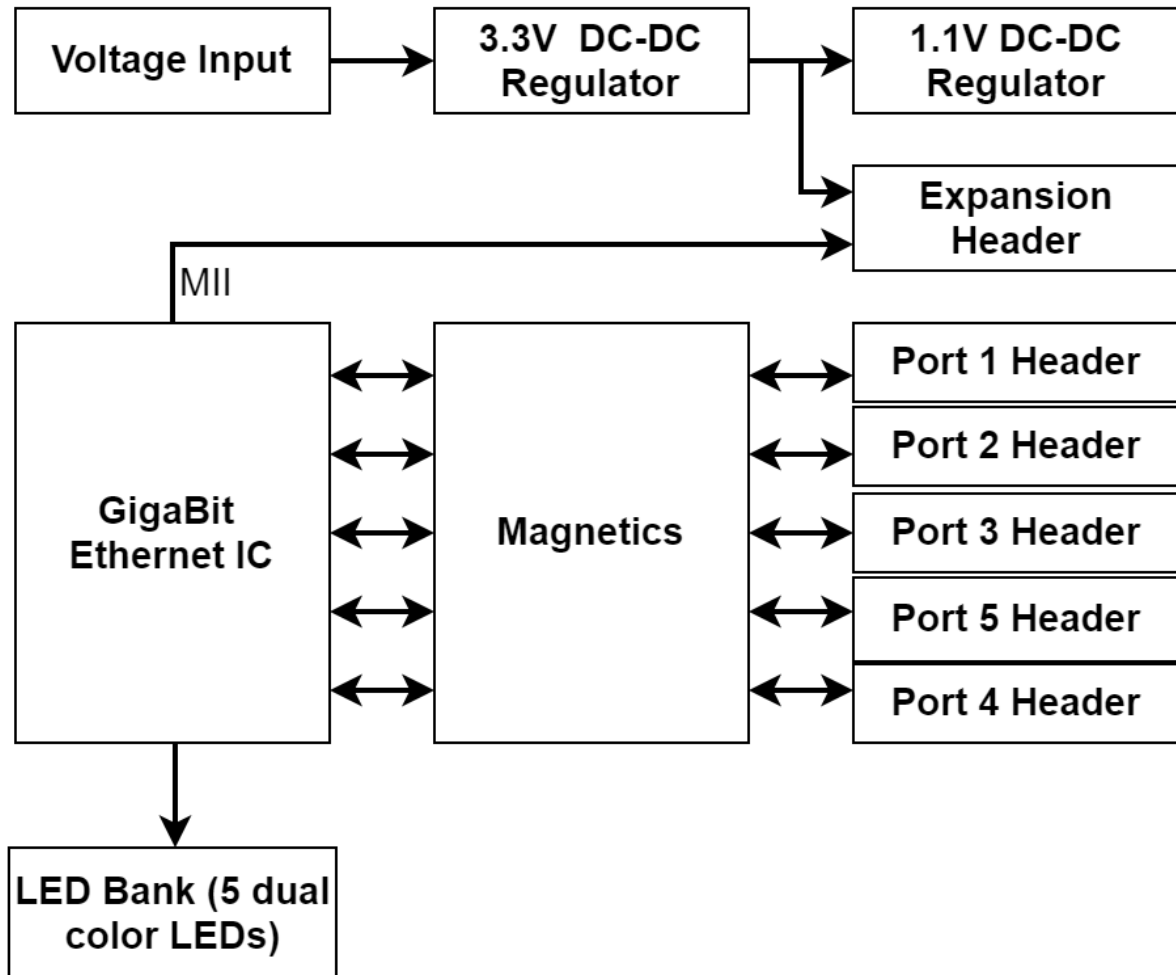 Voltage Input
3.3V  DC-DC
Regulator
1.1V DC-DC
Regulator
Expansion
Header
MII
GigaBit
Ethernet IC
Magnetics
Port 1 Header
Port 2 Header
Port 3 Header
Port 5 Header
Port 4 Header
LED Bank (5 dual
color LEDs)